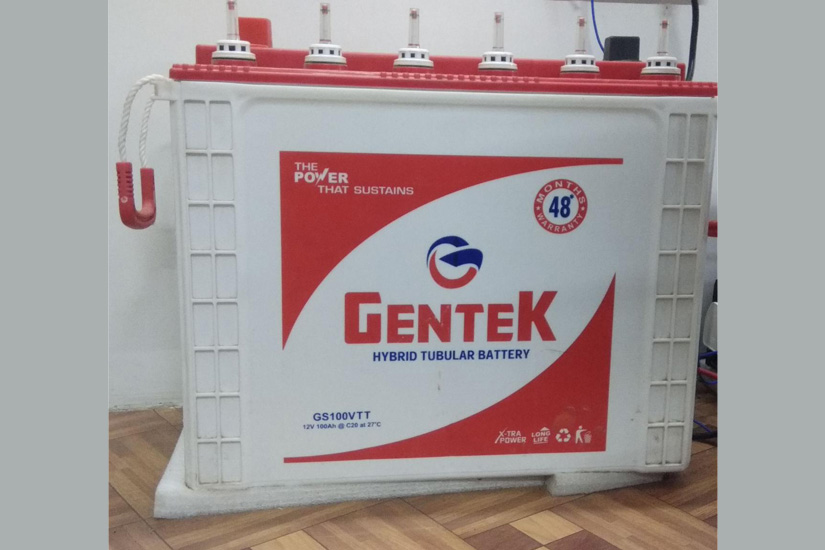 THE
POWER
THAT SUSTAINS
MONTHS
48*
WARRANTY
GENTEK
HYBRID TUBULAR BATTERY
GS100VTT
12V 100Ah @ C20 at 27°C
X-TRA
POWER
LONG
LIFE